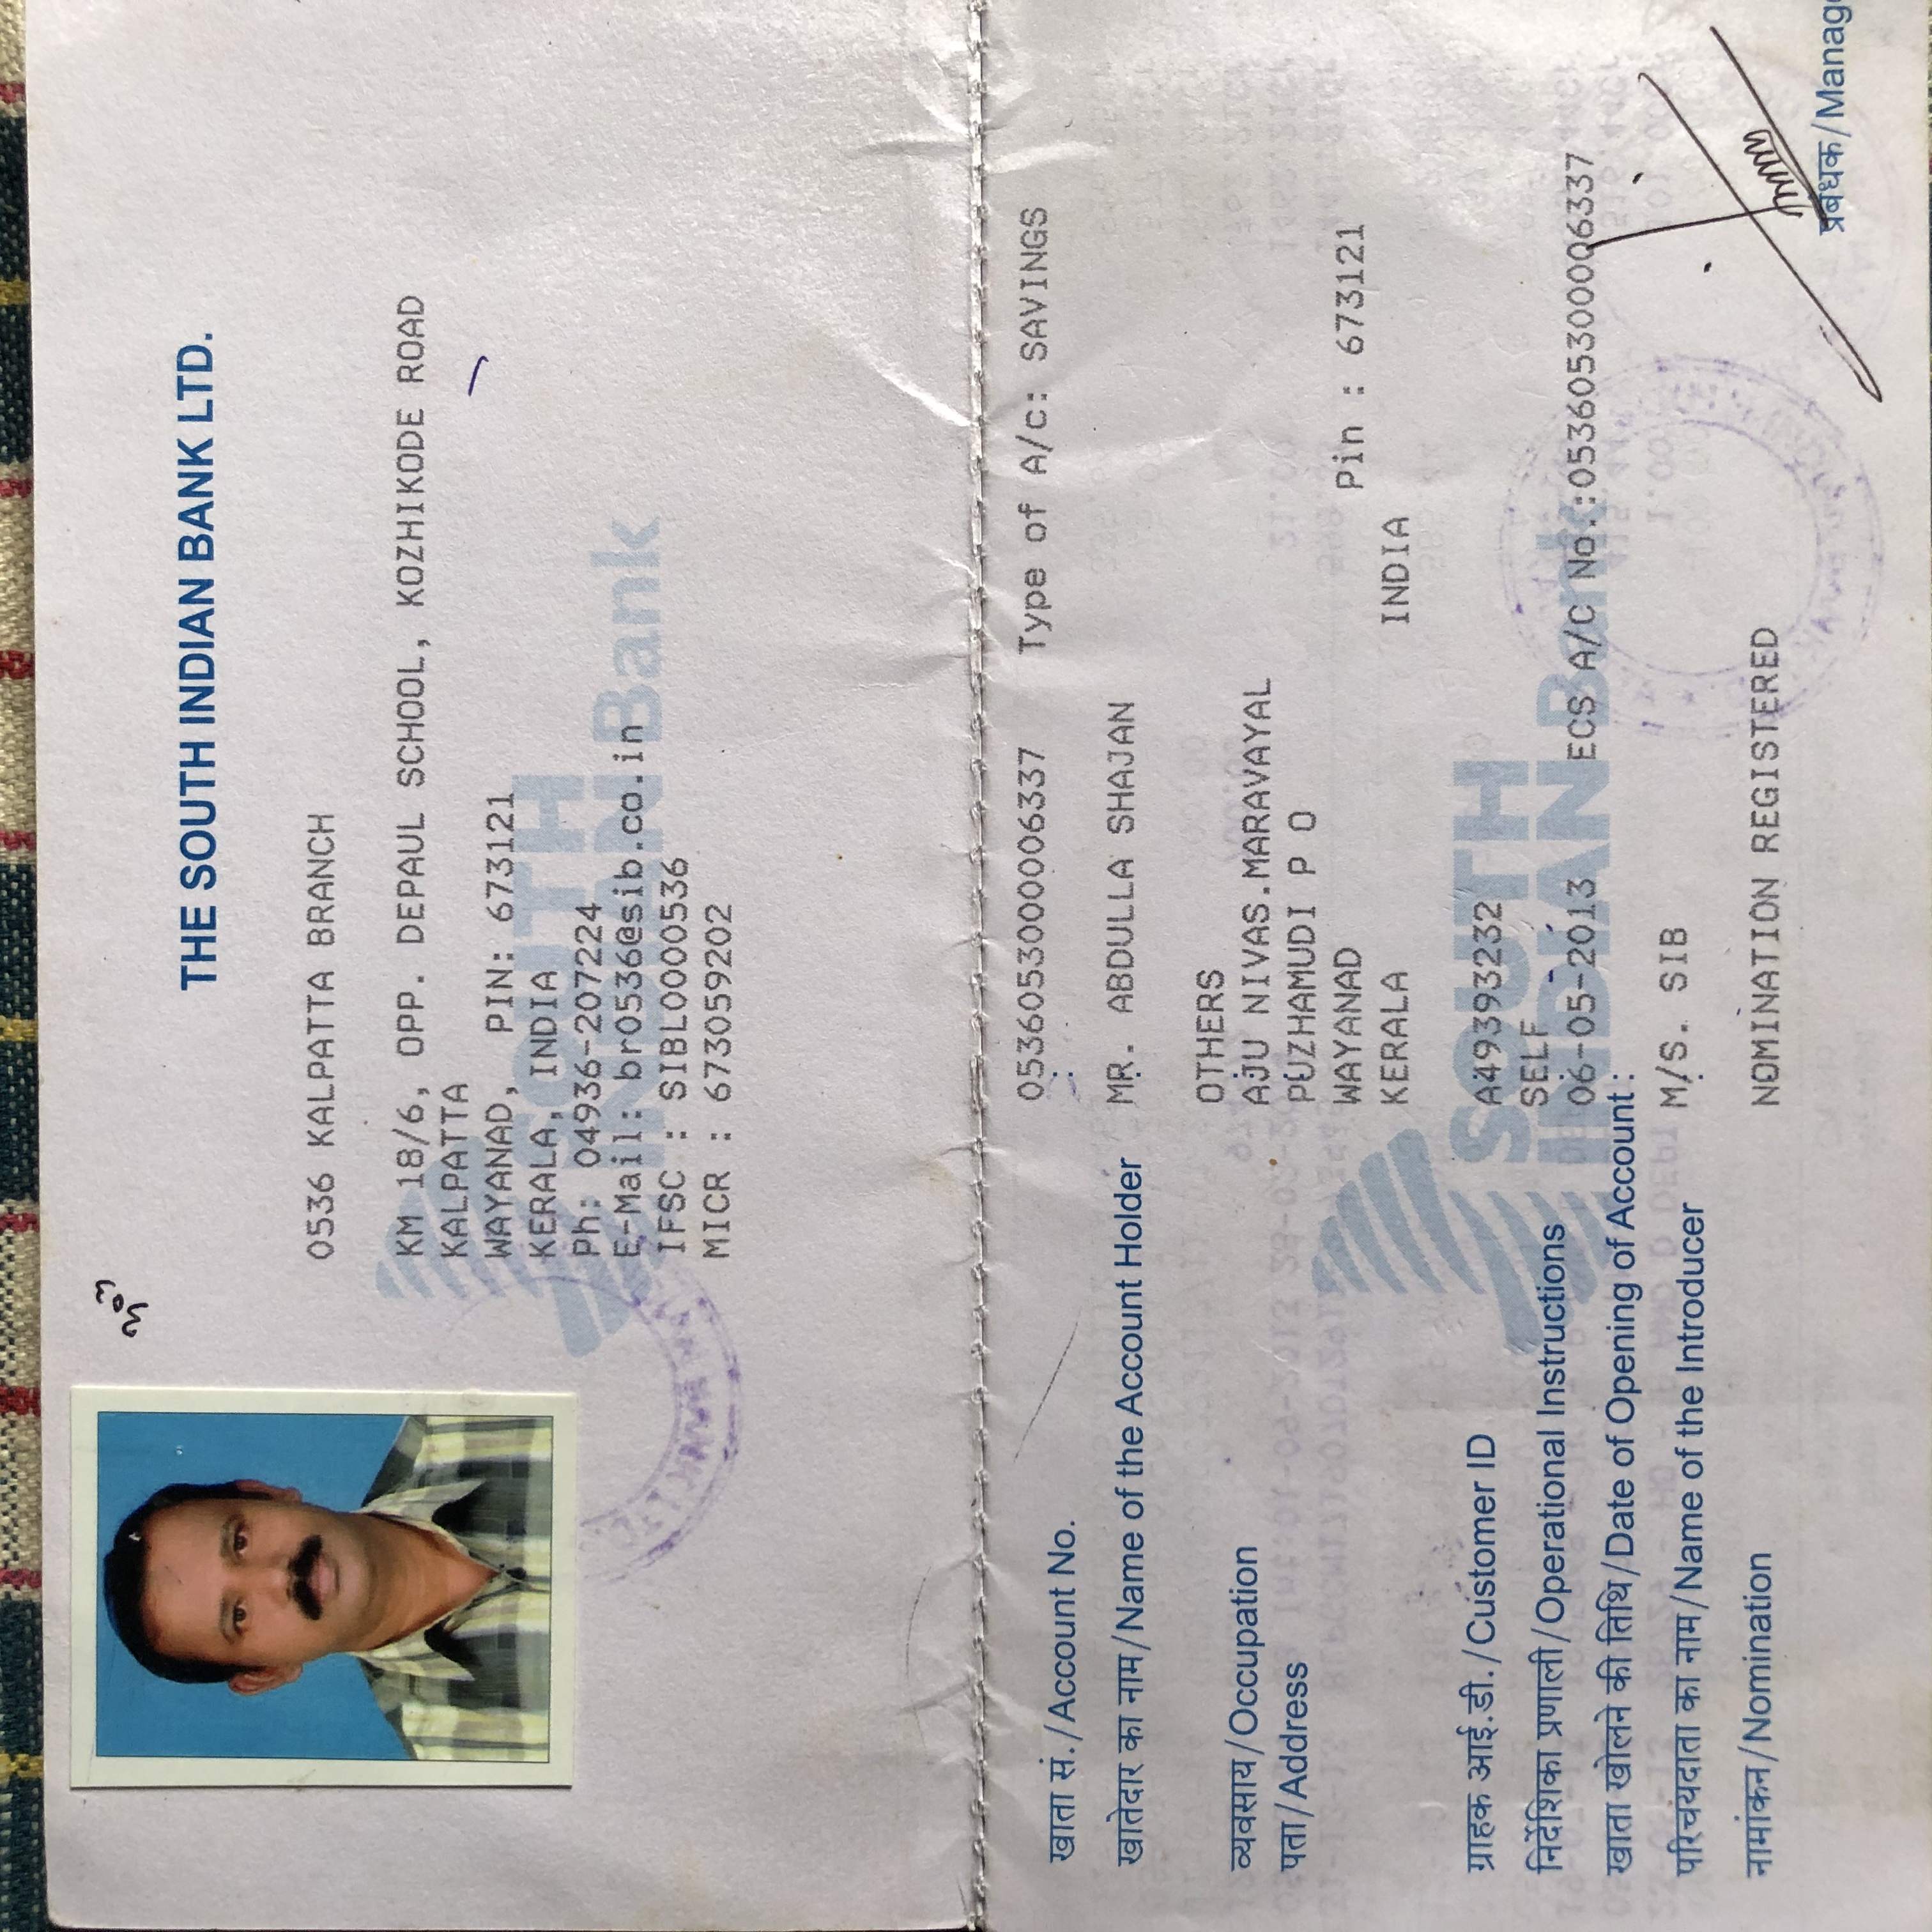 303
THE SOUTH INDIAN BANK LTD.
0536 KALPATTA BRANCH
KM 18/6, OPP. DEPAUL SCHOOL, KOZHIKODE ROAD
KALPATTA
WAYANAD, PIN: 673121
KERALA, INDIA
Ph: 04936-207224
E-Mail: br0536@sib.co.in
IFSC : SIBL0000536
MICR : 673059202
SOUTH
INDIAN Bank
खाता सं./Account No. : 0536053000006337 Type of A/c: SAVINGS
खातेदार का नाम/Name of the Account Holder : MR. ABDULLA SHAJAN
व्यवसाय/Occupation : OTHERS
पता/Address : AJU NIVAS.MARAVAYAL
PUZHAMUDI P O
WAYANAD Pin : 673121
KERALA INDIA
ग्राहक आई.डी./Customer ID : A49393232
निर्देशिका प्रणाली/Operational Instructions : SELF
खाता खोलने की तिथि/Date of Opening of Account : 06-05-2013 ECS A/C No.:0536053000006337
परिचयदाता का नाम/Name of the Introducer : M/S. SIB
नामांकन/Nomination : NOMINATION REGISTERED
SOUTH
INDIAN Bank
प्रबंधक/Manage